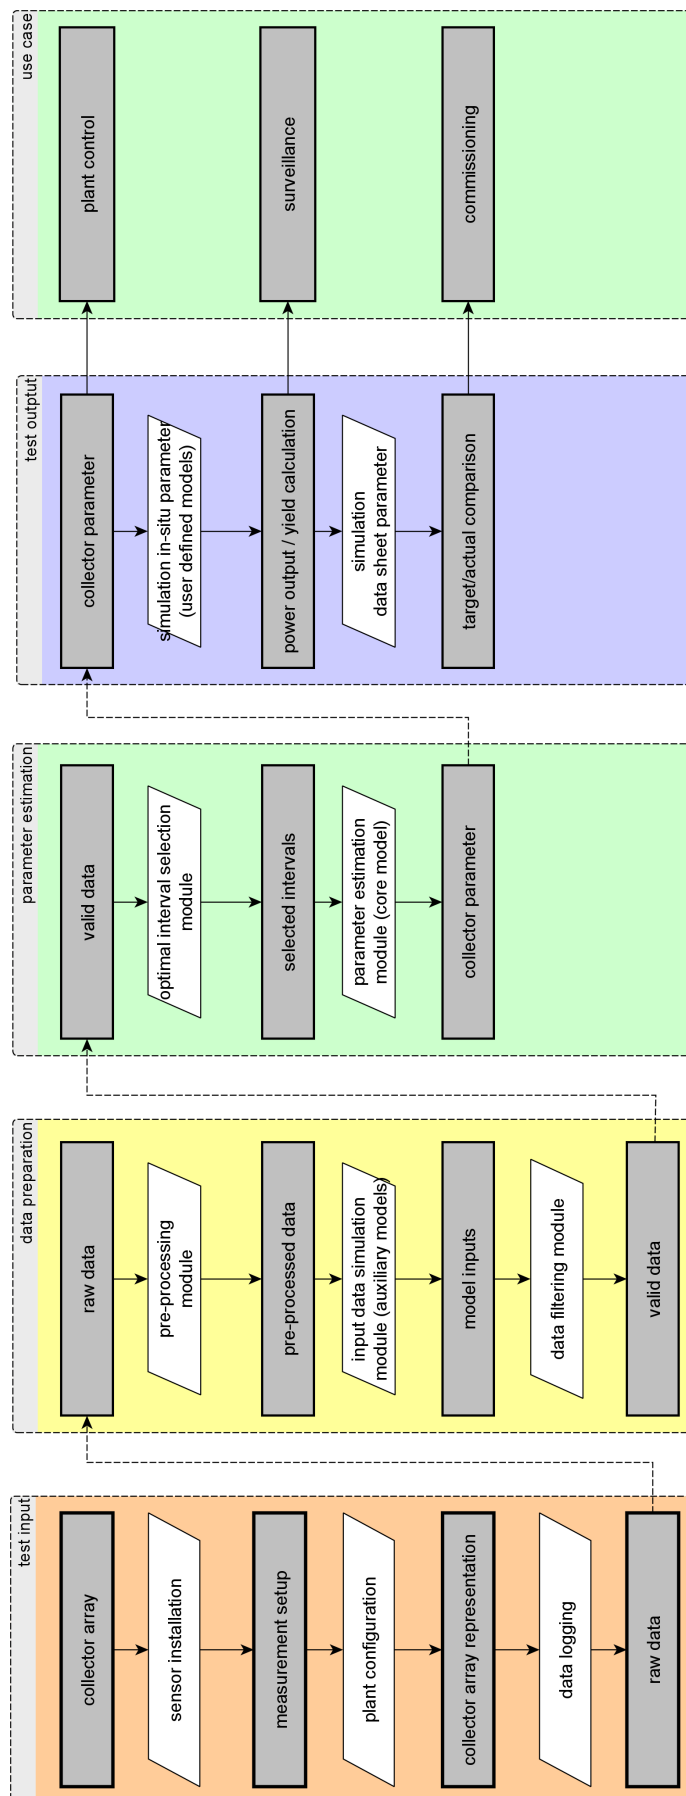 test input
collector array
sensor installation
measurement setup
plant configuration
collector array representation
data logging
raw data
data preparation
raw data
pre-processing
module
pre-processed data
input data simulation
module (auxiliary models)
model inputs
data filtering module
valid data
parameter estimation
valid data
optimal interval selection
module
selected intervals
parameter estimation
module (core model)
collector parameter
test outptut
collector parameter
simulation in-situ parameter
(user defined models)
power output / yield calculation
simulation
data sheet parameter
target/actual comparison
use case
plant control
surveillance
commissioning